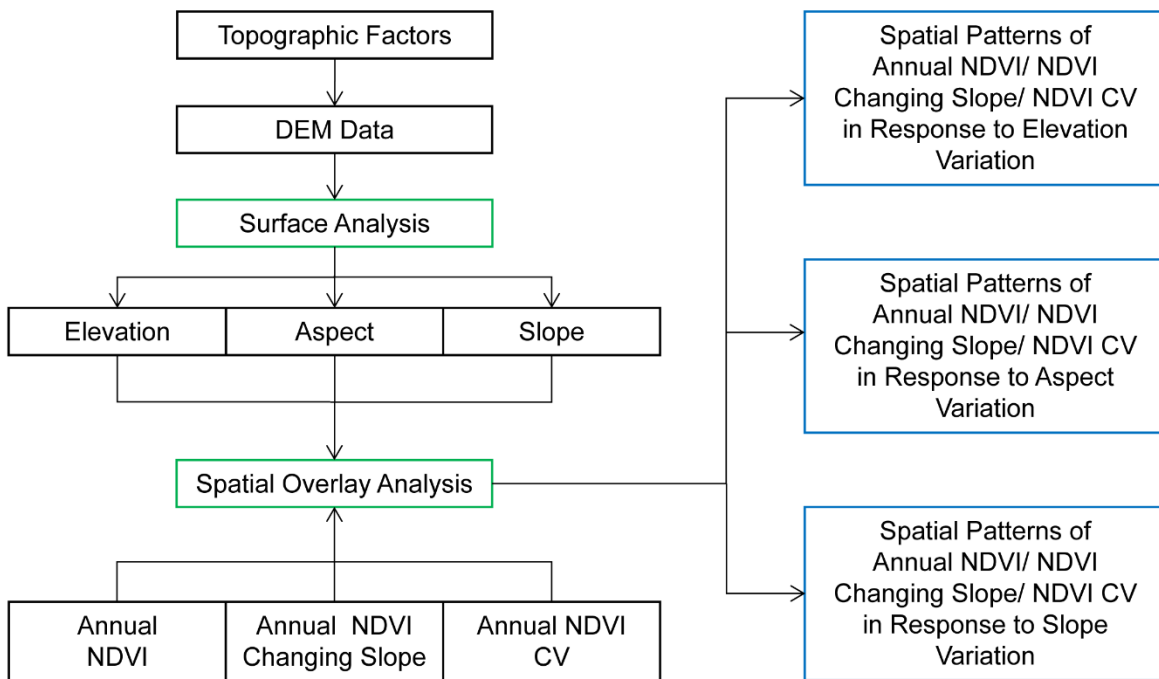 Topographic Factors
DEM Data
Surface Analysis
Elevation
Aspect
Slope
Spatial Overlay Analysis
Annual
NDVI
Annual  NDVI
Changing Slope
Annual NDVI
CV
Spatial Patterns of
Annual NDVI/ NDVI
Changing Slope/ NDVI CV
in Response to Elevation
Variation
Spatial Patterns of
Annual NDVI/ NDVI
Changing Slope/ NDVI CV
in Response to Aspect
Variation
Spatial Patterns of
Annual NDVI/ NDVI
Changing Slope/ NDVI CV
in Response to Slope
Variation